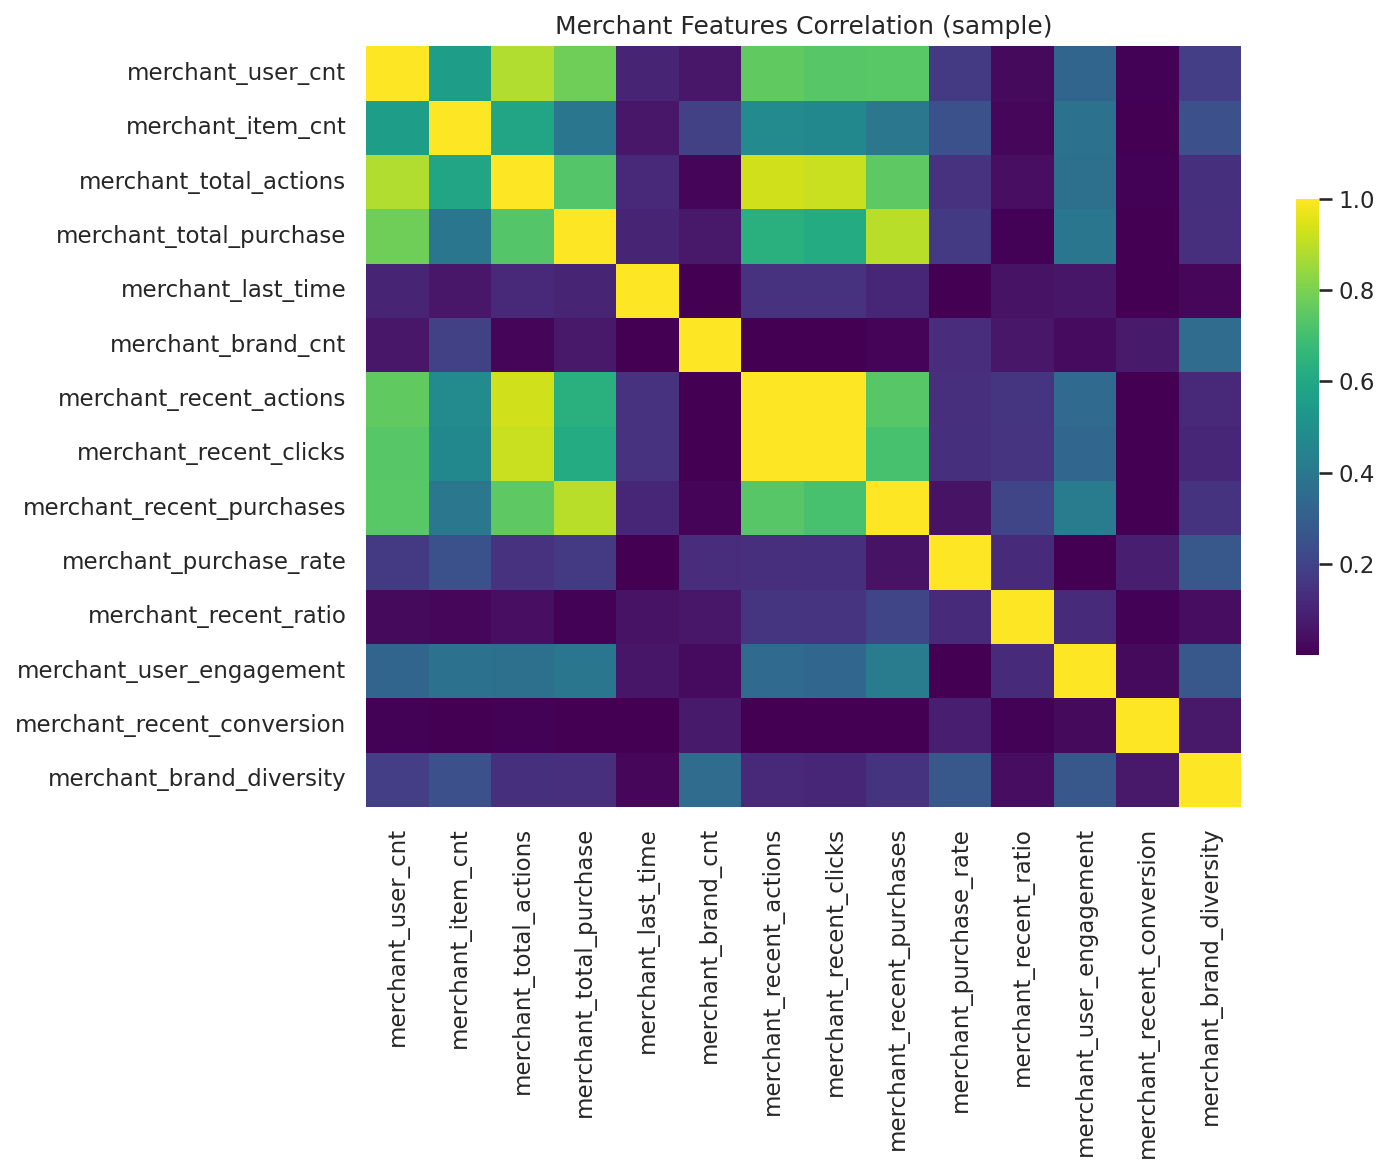 Merchant Features Correlation (sample)
merchant_user_cnt
merchant_item_cnt
merchant_total_actions
merchant_total_purchase
merchant_last_time
merchant_brand_cnt
merchant_recent_actions
merchant_recent_clicks
merchant_recent_purchases
merchant_purchase_rate
merchant_recent_ratio
merchant_user_engagement
merchant_recent_conversion
merchant_brand_diversity
merchant_user_cnt
merchant_item_cnt
merchant_total_actions
merchant_total_purchase
merchant_last_time
merchant_brand_cnt
merchant_recent_actions
merchant_recent_clicks
merchant_recent_purchases
merchant_purchase_rate
merchant_recent_ratio
merchant_user_engagement
merchant_recent_conversion
merchant_brand_diversity
1.0
0.8
0.6
0.4
0.2